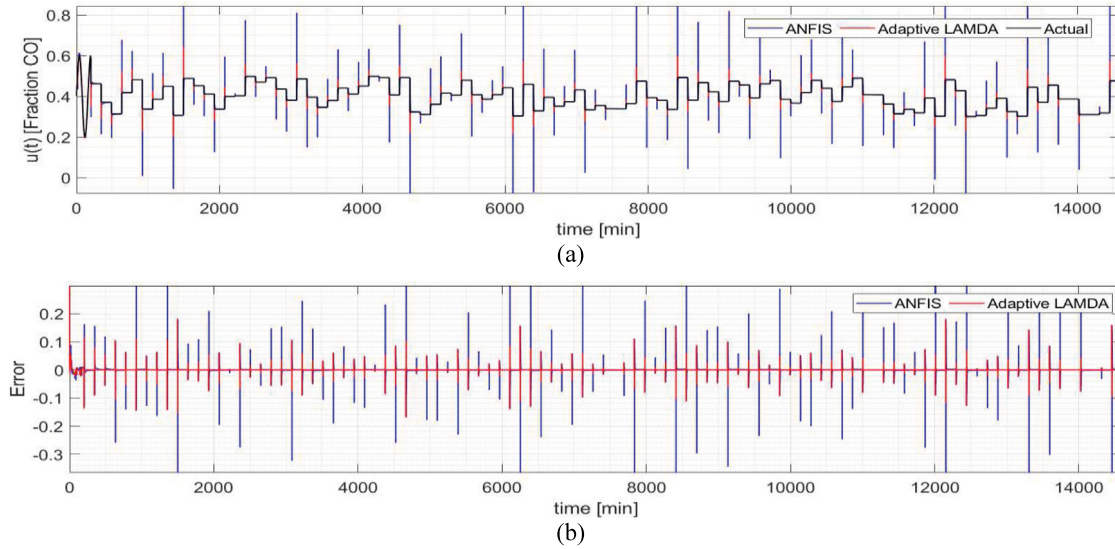 ANFIS Adaptive LAMDA Actual
0.8
0.6
0.4
0.2
0
u(t) [Fraction CO]
0 2000 4000 6000 8000 10000 12000 14000
time [min]
(a)
ANFIS Adaptive LAMDA
0.2
0.1
0
-0.1
-0.2
-0.3
Error
0 2000 4000 6000 8000 10000 12000 14000
time [min]
(b)